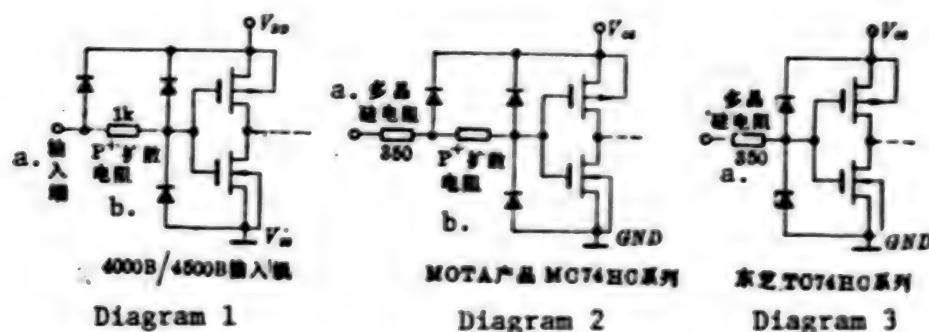 V_DD
1k
a. 输入端
P⁺扩散电阻
b.
V_SS
4000B/4500B输入级
Diagram 1
V_CC
a. 多晶硅电阻
350
P⁺扩散电阻
b.
GND
MOTA产品 MC74HC系列
Diagram 2
V_CC
多晶硅电阻
350
a.
GND
东芝 TC74HC系列
Diagram 3